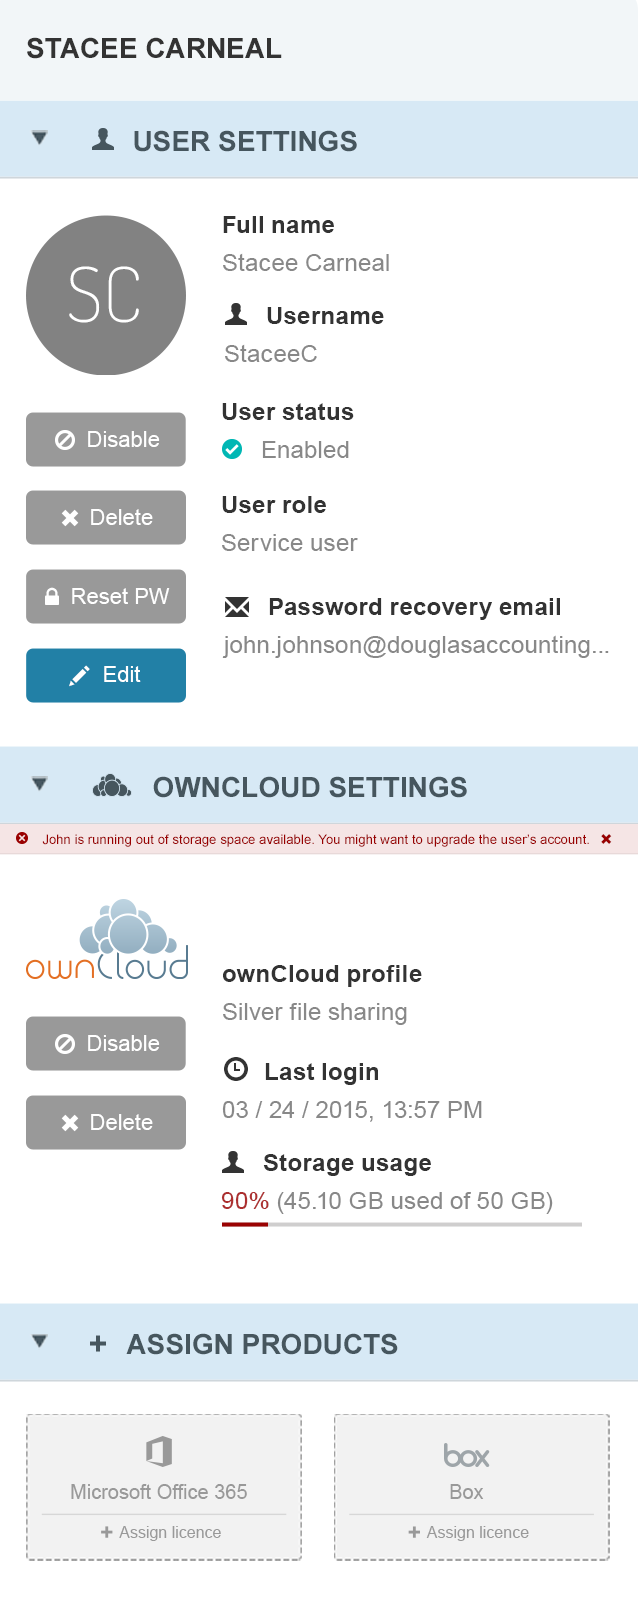 STACEE CARNEAL
USER SETTINGS
SC
Full name
Stacee Carneal
Username
StaceeC
User status
Enabled
User role
Service user
Password recovery email
john.johnson@douglasaccounting...
Disable
Delete
Reset PW
Edit
OWNCLOUD SETTINGS
John is running out of storage space available. You might want to upgrade the user's account.
ownCloud
Disable
Delete
ownCloud profile
Silver file sharing
Last login
03 / 24 / 2015, 13:57 PM
Storage usage
90% (45.10 GB used of 50 GB)
ASSIGN PRODUCTS
Microsoft Office 365
+ Assign licence
box
Box
+ Assign licence